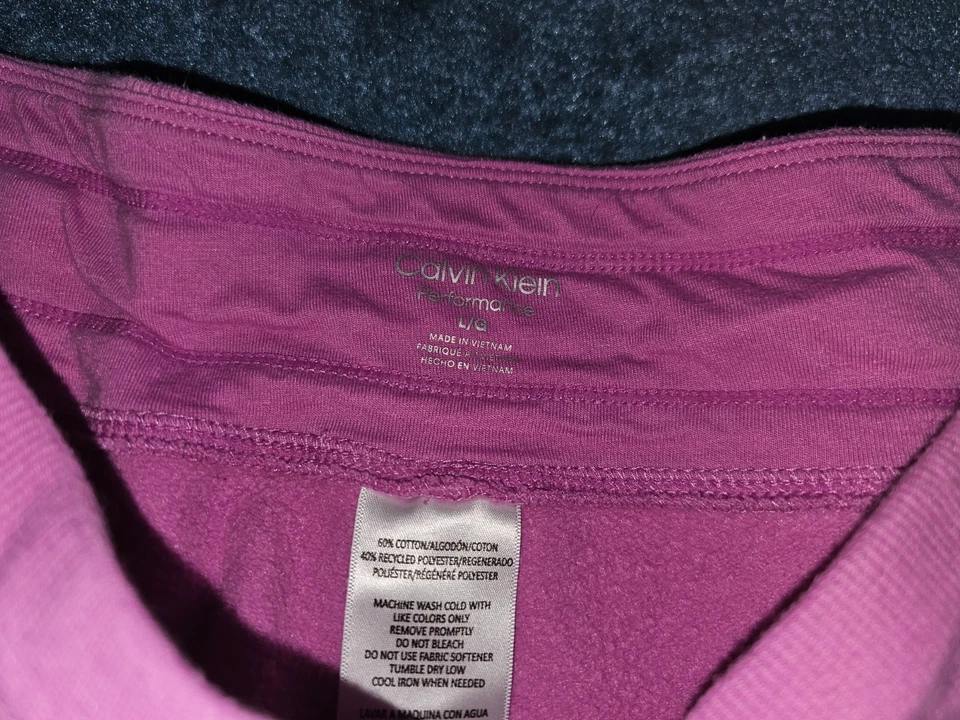 Calvin Klein
Performance
L/G
MADE IN VIETNAM
FABRIQUÉ
HECHO EN VIETNAM
60% COTTON/ALGODÓN/COTON
40% RECYCLED POLYESTER/REGENERADO
POLIÉSTER/RÉGÉNÉRÉ POLYESTER
MACHINE WASH COLD WITH
LIKE COLORS ONLY
REMOVE PROMPTLY
DO NOT BLEACH
DO NOT USE FABRIC SOFTENER
TUMBLE DRY LOW
COOL IRON WHEN NEEDED
LAVAR A MAQUINA CON AGUA